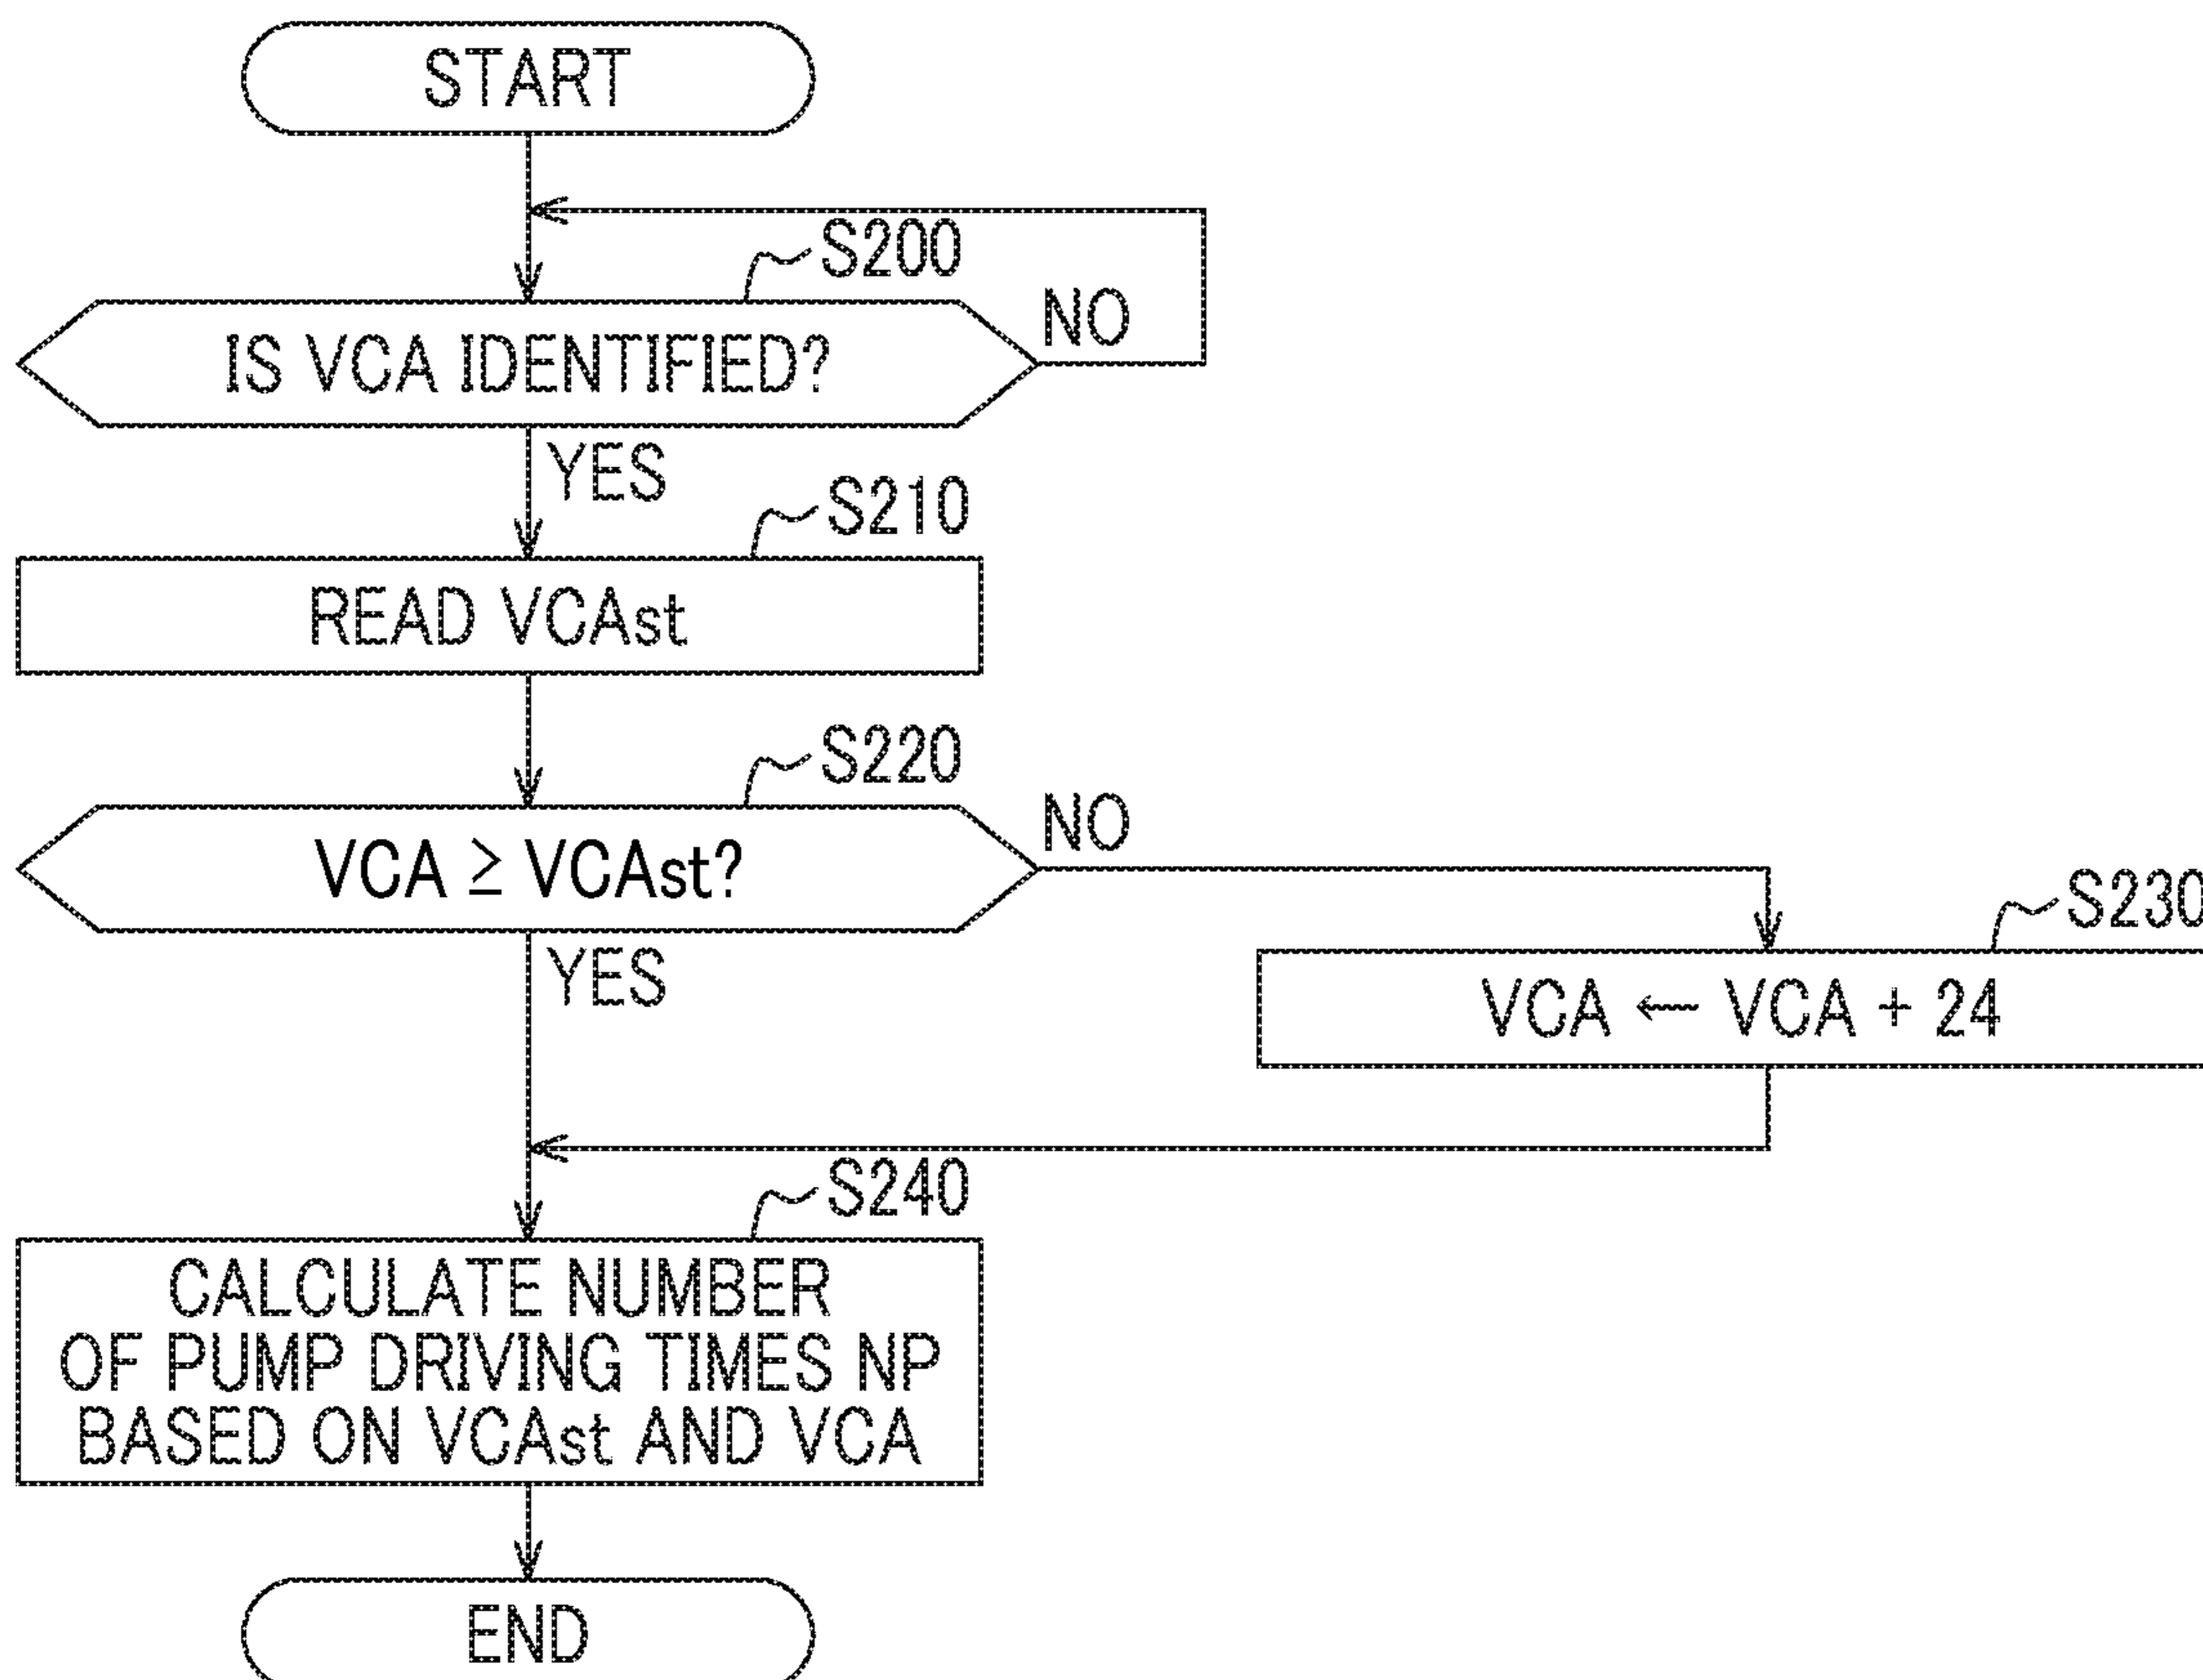 START
S200
IS VCA IDENTIFIED?
NO
YES
S210
READ VCAst
S220
VCA ≧ VCAst?
NO
YES
S230
VCA ← VCA + 24
S240
CALCULATE NUMBER
OF PUMP DRIVING TIMES NP
BASED ON VCAst AND VCA
END